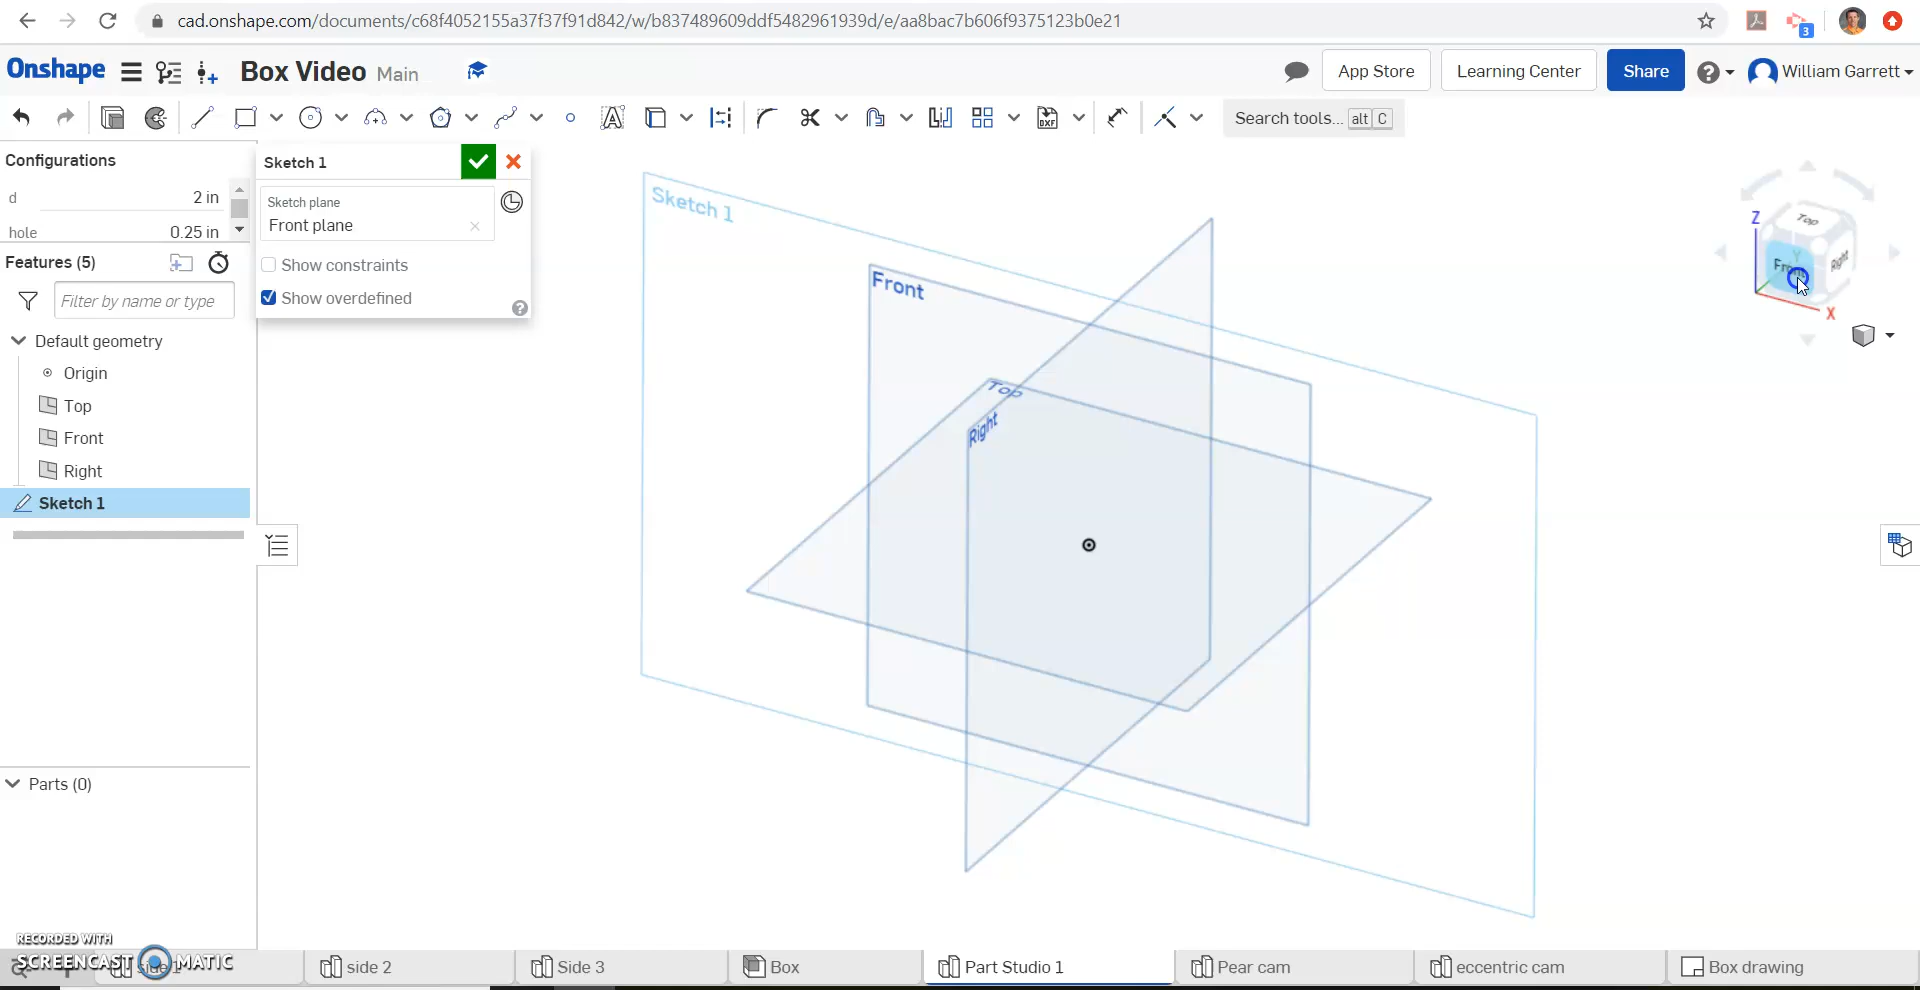 cad.onshape.com/documents/c68f4052155a37f37f91d842/w/b837489609ddf5482961939d/e/aa8bac7b606f9375123b0e21
3
Onshape
Box Video Main
App Store
Learning Center
Share
William Garrett
DXF
Search tools... alt C
Configurations
d 2 in
hole 0.25 in
Features (5)
Filter by name or type
Default geometry
Origin
Top
Front
Right
Sketch 1
Parts (0)
Sketch 1
Sketch plane
Front plane
Show constraints
Show overdefined
Sketch 1
Front
Top
Right
Z
Top
Y
Front
Right
X
RECORDED WITH
SCREENCAST MATIC
side 2
Side 3
Box
Part Studio 1
Pear cam
eccentric cam
Box drawing